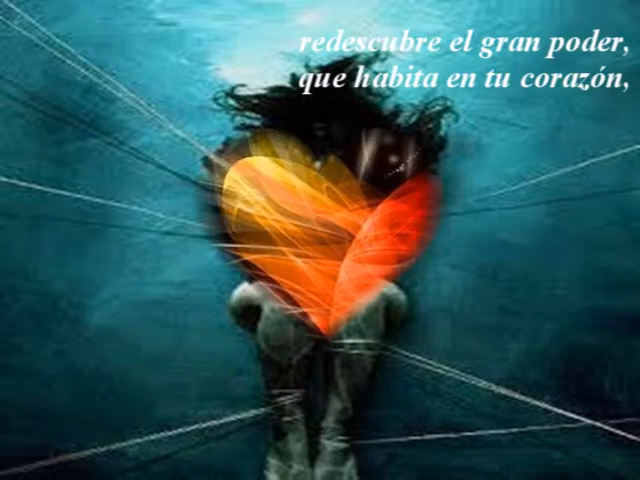 redescubre el gran poder,
que habita en tu corazón,